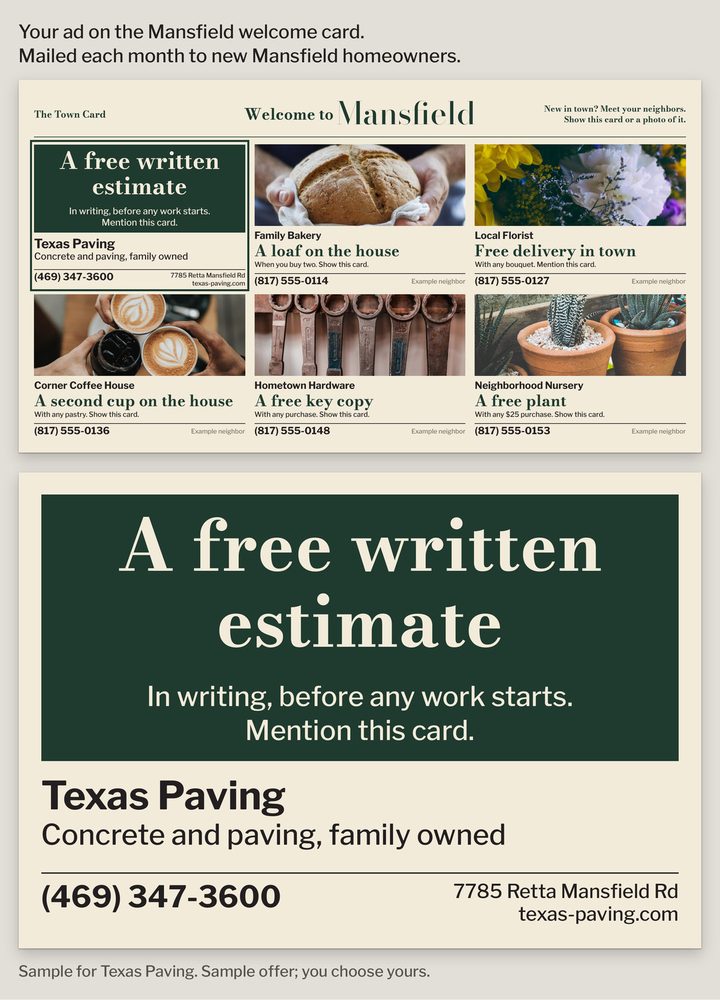 Your ad on the Mansfield welcome card.
Mailed each month to new Mansfield homeowners.
The Town Card
Welcome to Mansfield
New in town? Meet your neighbors.
Show this card or a photo of it.
A free written
estimate
In writing, before any work starts.
Mention this card.
Texas Paving
Concrete and paving, family owned
(469) 347-3600
7785 Retta Mansfield Rd
texas-paving.com
Family Bakery
A loaf on the house
When you buy two. Show this card.
(817) 555-0114
Example neighbor
Local Florist
Free delivery in town
With any bouquet. Mention this card.
(817) 555-0127
Example neighbor
Corner Coffee House
A second cup on the house
With any pastry. Show this card.
(817) 555-0136
Example neighbor
Hometown Hardware
A free key copy
With any purchase. Show this card.
(817) 555-0148
Example neighbor
Neighborhood Nursery
A free plant
With any $25 purchase. Show this card.
(817) 555-0153
Example neighbor
A free written
estimate
In writing, before any work starts.
Mention this card.
Texas Paving
Concrete and paving, family owned
(469) 347-3600
7785 Retta Mansfield Rd
texas-paving.com
Sample for Texas Paving. Sample offer; you choose yours.